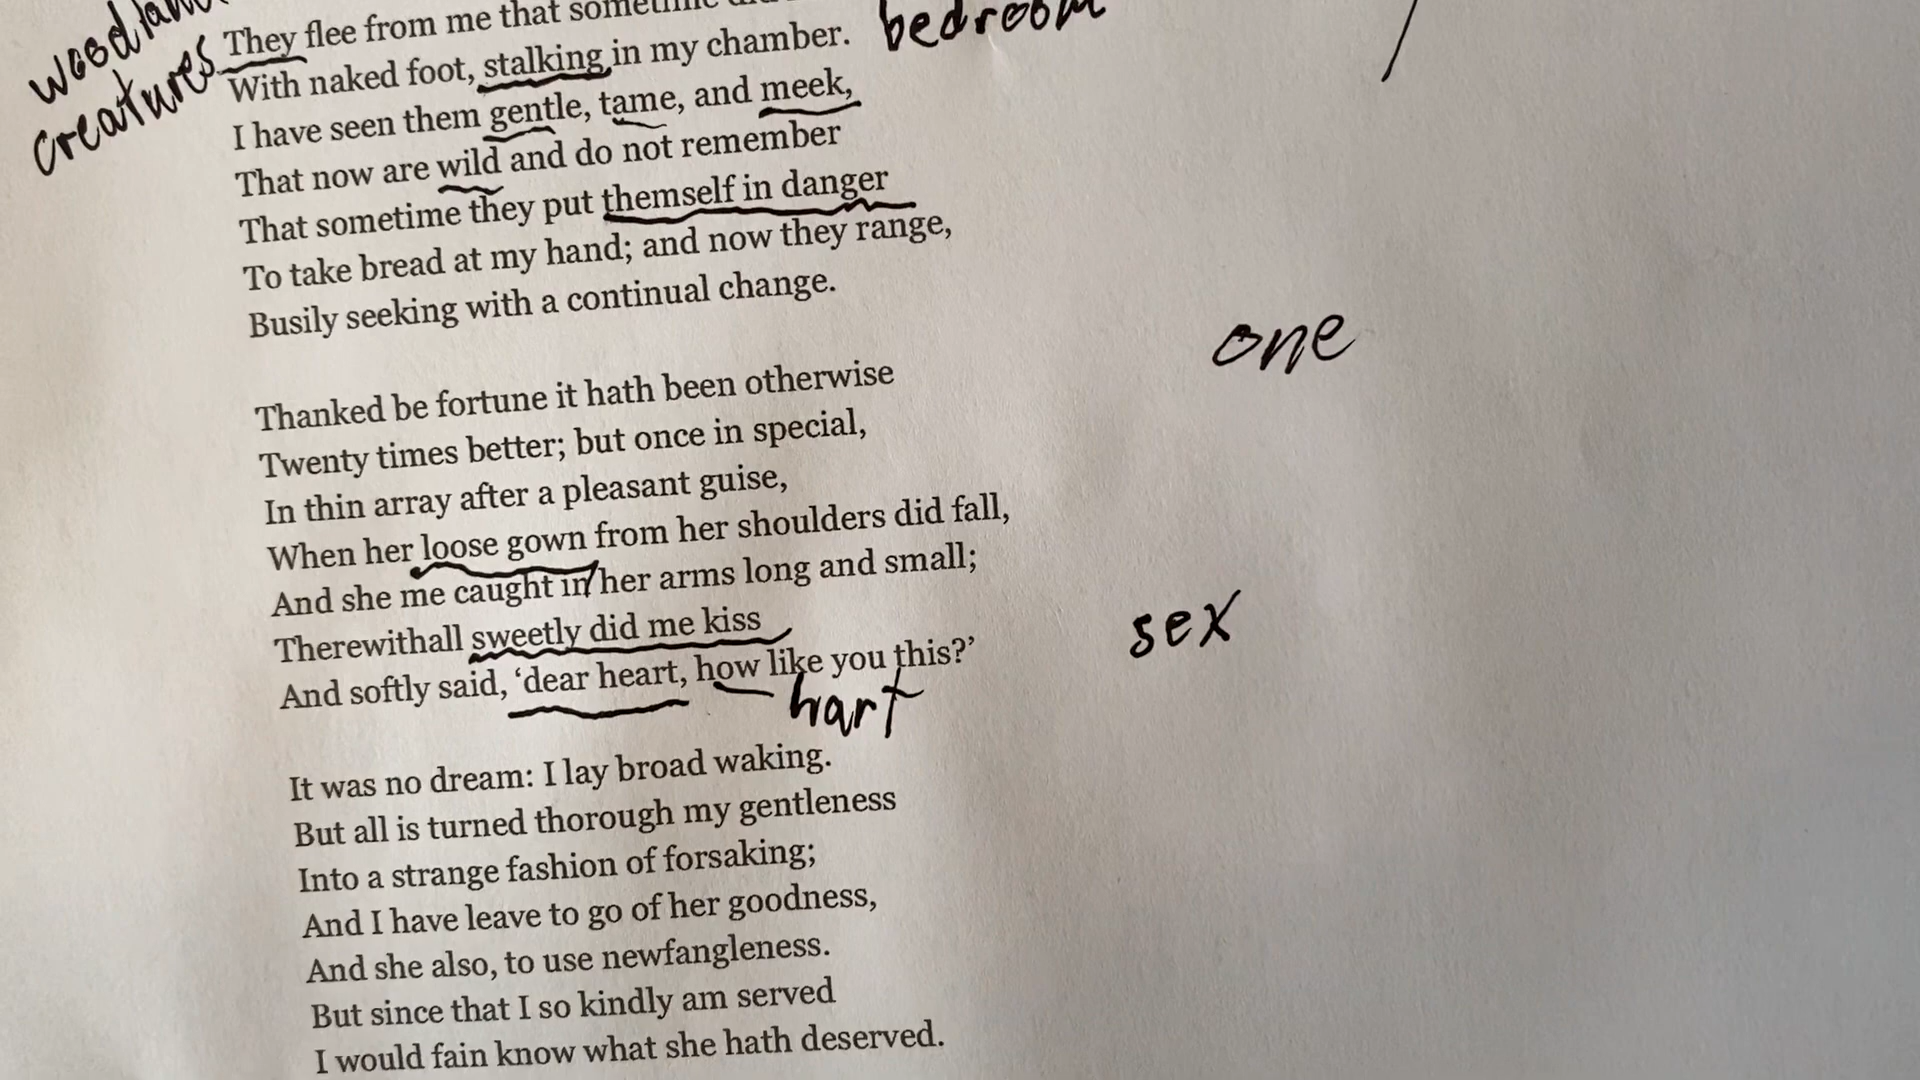 woodlan
creatures
They flee from me that sometime did
With naked foot, stalking in my chamber.
bedroom
I have seen them gentle, tame, and meek,
That now are wild and do not remember
That sometime they put themself in danger
To take bread at my hand; and now they range,
Busily seeking with a continual change.
one
Thanked be fortune it hath been otherwise
Twenty times better; but once in special,
In thin array after a pleasant guise,
When her loose gown from her shoulders did fall,
And she me caught in her arms long and small;
Therewithall sweetly did me kiss
sex
And softly said, ‘dear heart, how like you this?’
hart
It was no dream: I lay broad waking.
But all is turned thorough my gentleness
Into a strange fashion of forsaking;
And I have leave to go of her goodness,
And she also, to use newfangleness.
But since that I so kindly am served
I would fain know what she hath deserved.